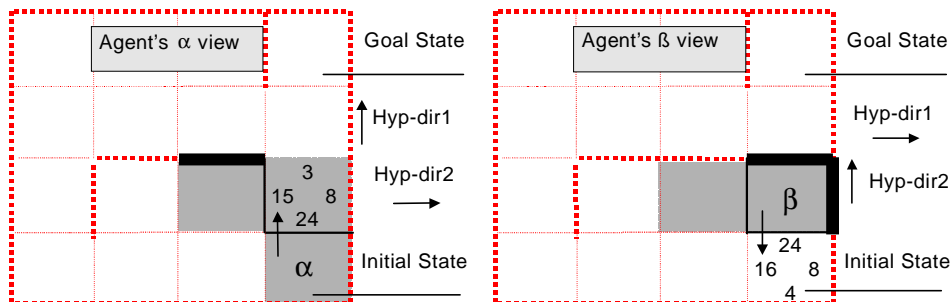 Agent's α view
Goal State
Hyp-dir1
Hyp-dir2
3
15 8
24
α
Initial State
Agent's ß view
Goal State
Hyp-dir1
Hyp-dir2
β
24
16 8
4
Initial State